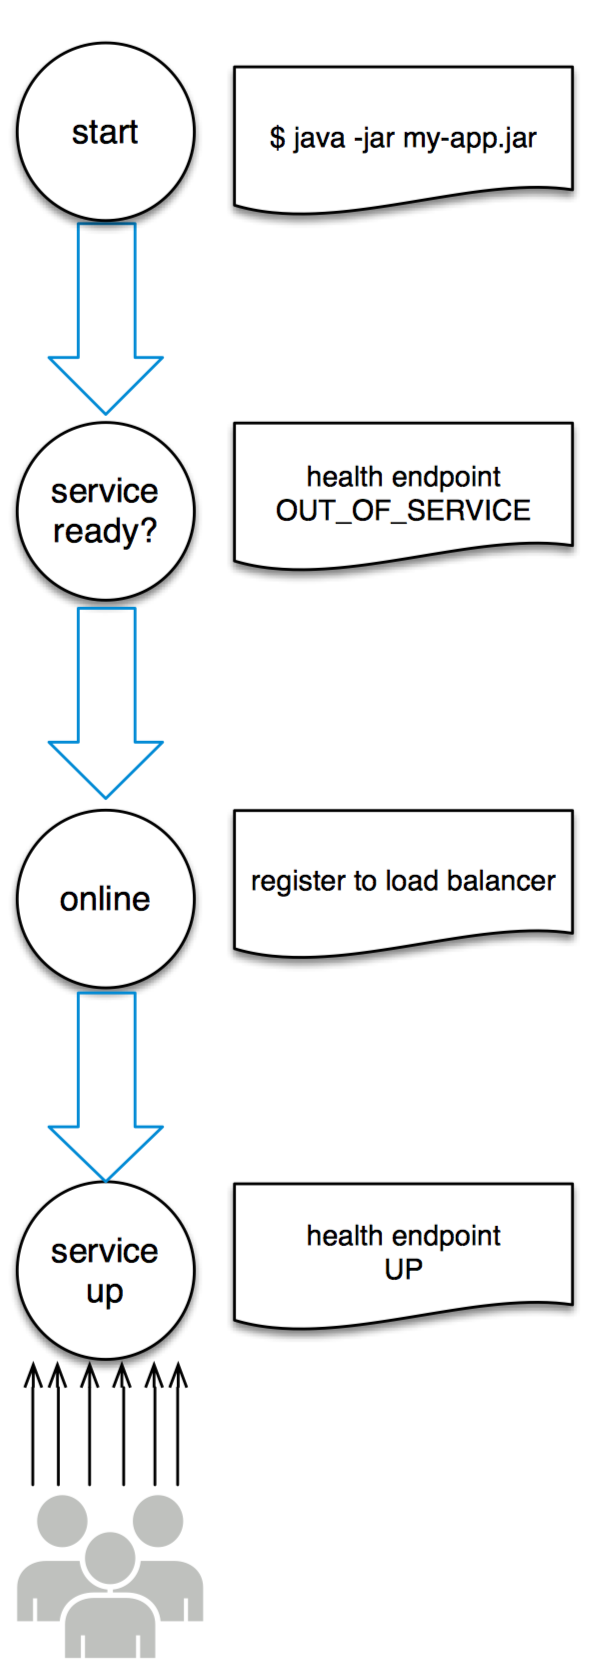 start
$ java -jar my-app.jar
service
ready?
health endpoint
OUT_OF_SERVICE
online
register to load balancer
service
up
health endpoint
UP